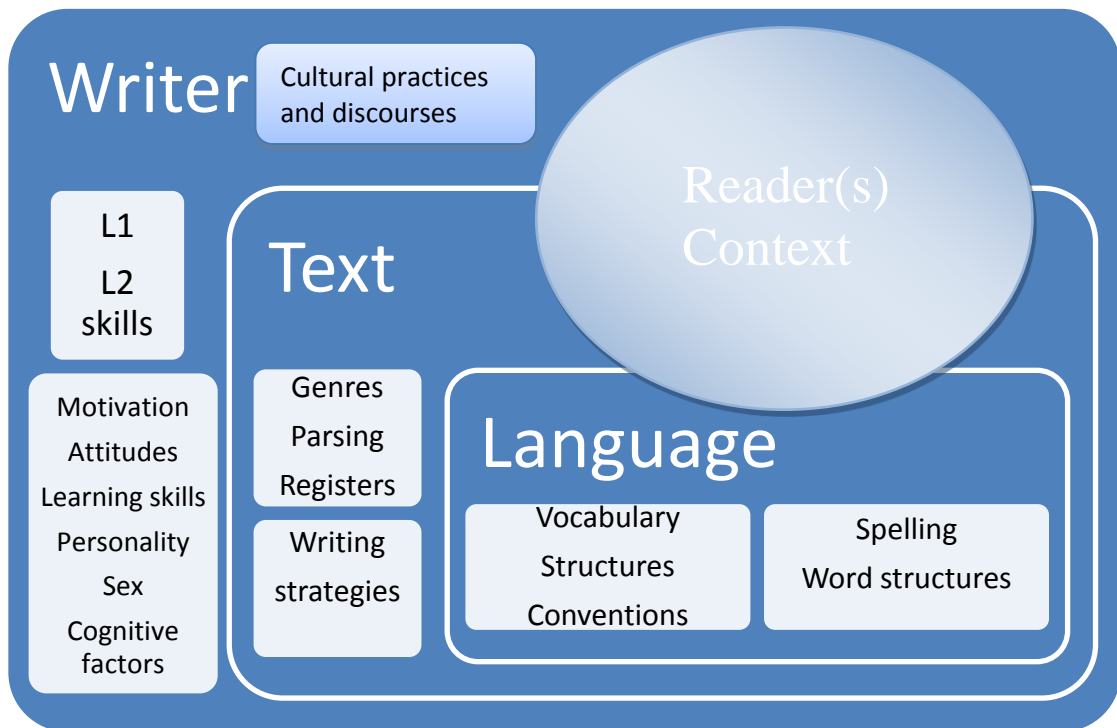 Writer
Cultural practices
and discourses
Reader(s)
Context
L1
L2
skills
Text
Motivation
Attitudes
Learning skills
Personality
Sex
Cognitive
factors
Genres
Parsing
Registers
Writing
strategies
Language
Vocabulary
Structures
Conventions
Spelling
Word structures